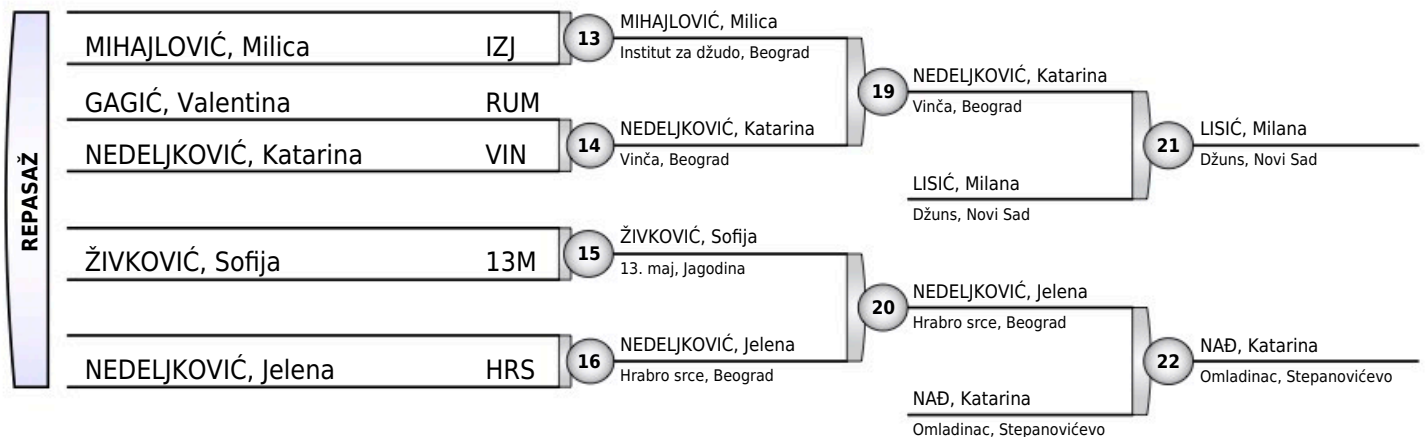 REPASAŽ
MIHAJLOVIĆ, Milica IZJ
GAGIĆ, Valentina RUM
NEDELJKOVIĆ, Katarina VIN
ŽIVKOVIĆ, Sofija 13M
NEDELJKOVIĆ, Jelena HRS
13
MIHAJLOVIĆ, Milica
Institut za džudo, Beograd
14
NEDELJKOVIĆ, Katarina
Vinča, Beograd
15
ŽIVKOVIĆ, Sofija
13. maj, Jagodina
16
NEDELJKOVIĆ, Jelena
Hrabro srce, Beograd
19
NEDELJKOVIĆ, Katarina
Vinča, Beograd
LISIĆ, Milana
Džuns, Novi Sad
20
NEDELJKOVIĆ, Jelena
Hrabro srce, Beograd
NAĐ, Katarina
Omladinac, Stepanovićevo
21
LISIĆ, Milana
Džuns, Novi Sad
22
NAĐ, Katarina
Omladinac, Stepanovićevo